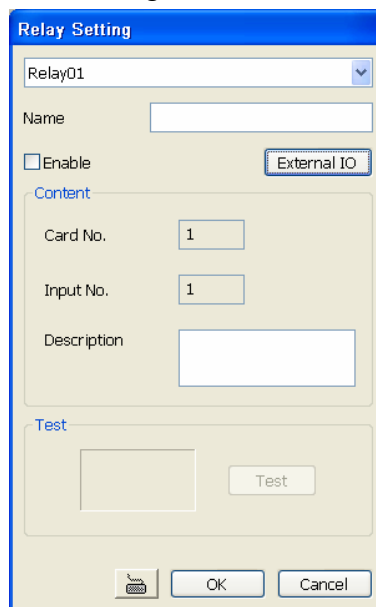 Relay Setting
Relay01
Name
Enable
External IO
Content
Card No.
1
Input No.
1
Description
Test
Test
OK
Cancel